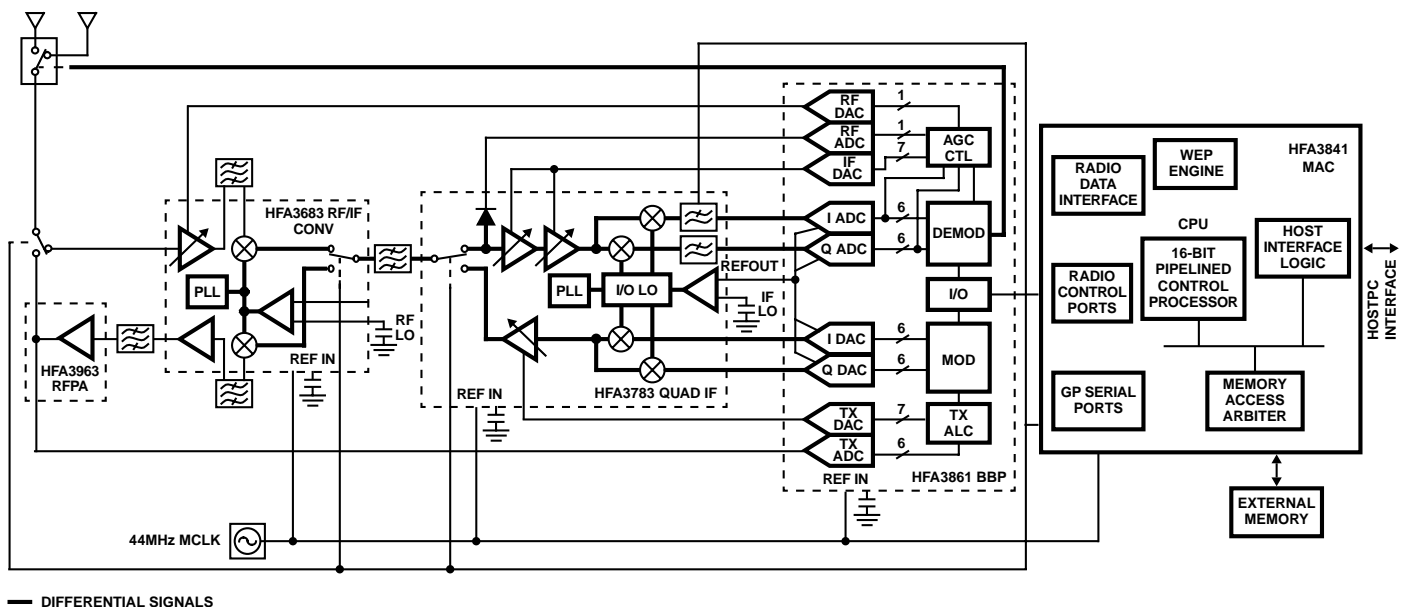 RF
DAC
1
RF
ADC
1
IF
DAC
7
AGC
CTL
I ADC
6
Q ADC
6
DEMOD
I/O
I DAC
6
Q DAC
6
MOD
TX
DAC
7
TX
ADC
6
TX
ALC
REF IN
HFA3861 BBP
HFA3683 RF/IF
CONV
PLL
RF
LO
REF IN
HFA3963
RFPA
PLL
I/O LO
REFOUT
IF
LO
REF IN
HFA3783 QUAD IF
44MHz MCLK
HFA3841
MAC
RADIO
DATA
INTERFACE
WEP
ENGINE
CPU
16-BIT
PIPELINED
CONTROL
PROCESSOR
HOST
INTERFACE
LOGIC
RADIO
CONTROL
PORTS
GP SERIAL
PORTS
MEMORY
ACCESS
ARBITER
HOSTPC
INTERFACE
EXTERNAL
MEMORY
DIFFERENTIAL SIGNALS